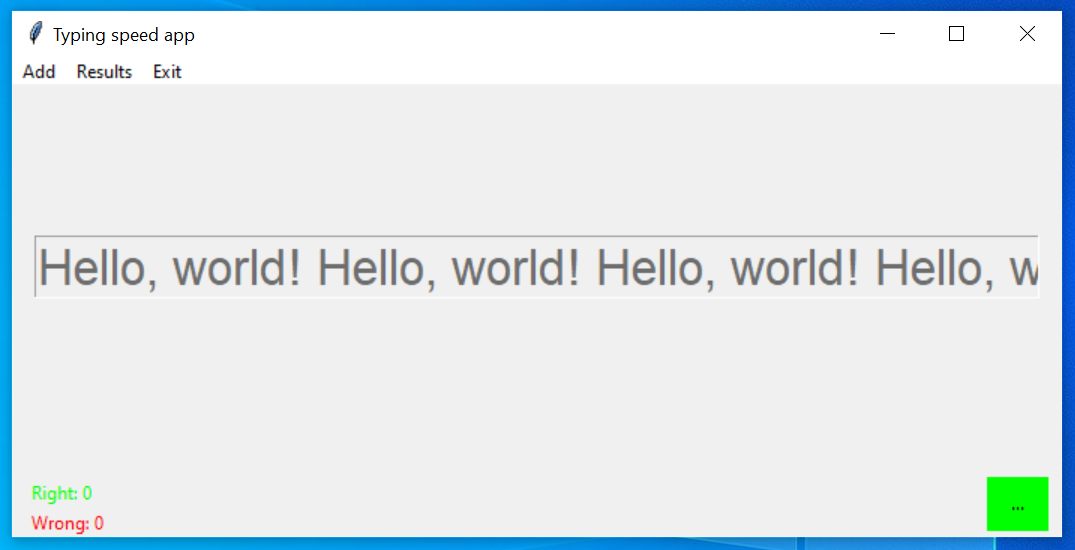 Typing speed app
Add Results Exit
Hello, world! Hello, world! Hello, world! Hello, w
Right: 0
Wrong: 0
...